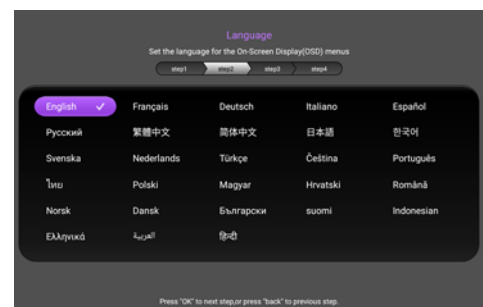 Language
Set the language for the On-Screen Display(OSD) menus
step1 step2 step3 step4
English Français Deutsch Italiano Español
Русский 繁體中文 简体中文 日本語 한국어
Svenska Nederlands Türkçe Čeština Português
ไทย Polski Magyar Hrvatski Română
Norsk Dansk Български suomi Indonesian
Ελληνικά العربية हिन्दी
Press "OK" to next step,or press "back" to previous step.